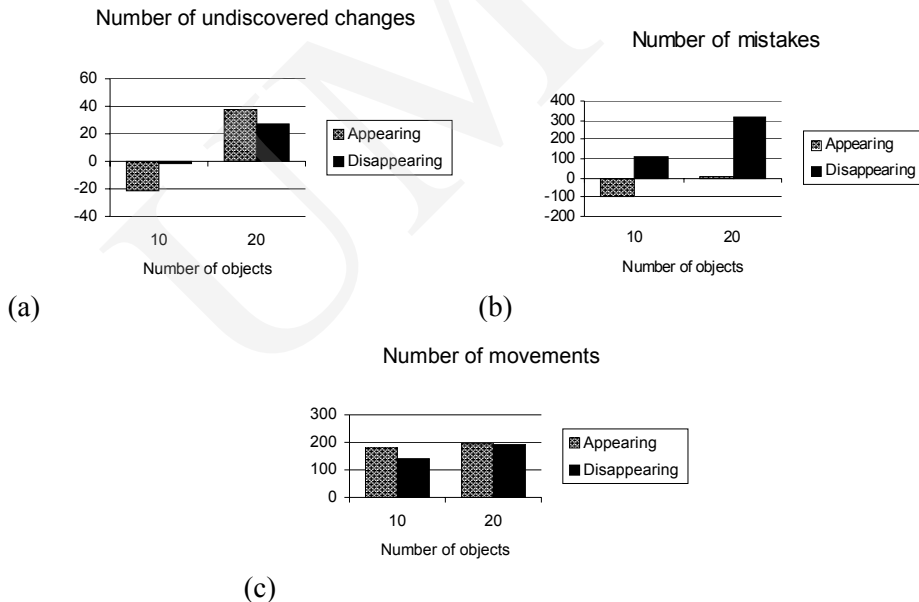 Number of undiscovered changes
60
40
20
0
-20
-40
10 20
Number of objects
Appearing
Disappearing
(a)
Number of mistakes
400
300
200
100
0
-100
-200
10 20
Number of objects
Appearing
Disappearing
(b)
Number of movements
300
200
100
0
10 20
Number of objects
Appearing
Disappearing
(c)
UM